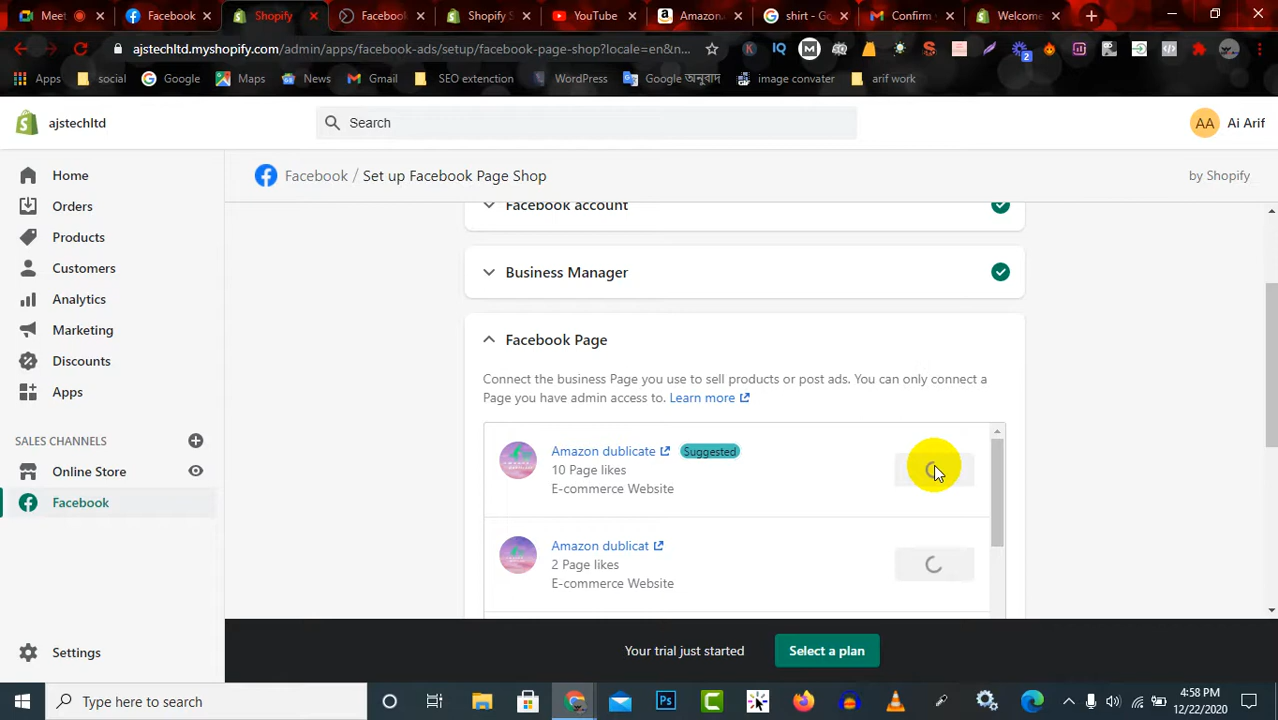 Meet
Facebook
Shopify
Facebook
Shopify S
YouTube
Amazon.
shirt - Go
Confirm
Welcome
ajstechltd.myshopify.com/admin/apps/facebook-ads/setup/facebook-page-shop?locale=en&n...
2
Apps
social
Google
Maps
News
Gmail
SEO extenction
WordPress
Google অনুবাদ
image convater
arif work
ajstechltd
Search
AA
Ai Arif
Facebook / Set up Facebook Page Shop
by Shopify
Home
Orders
Products
Customers
Analytics
Marketing
Discounts
Apps
SALES CHANNELS
Online Store
Facebook
Settings
Facebook account
Business Manager
Facebook Page
Connect the business Page you use to sell products or post ads. You can only connect a
Page you have admin access to. Learn more
Amazon dublicate Suggested
10 Page likes
E-commerce Website
Amazon dublicat
2 Page likes
E-commerce Website
Your trial just started
Select a plan
Type here to search
4:58 PM
12/22/2020